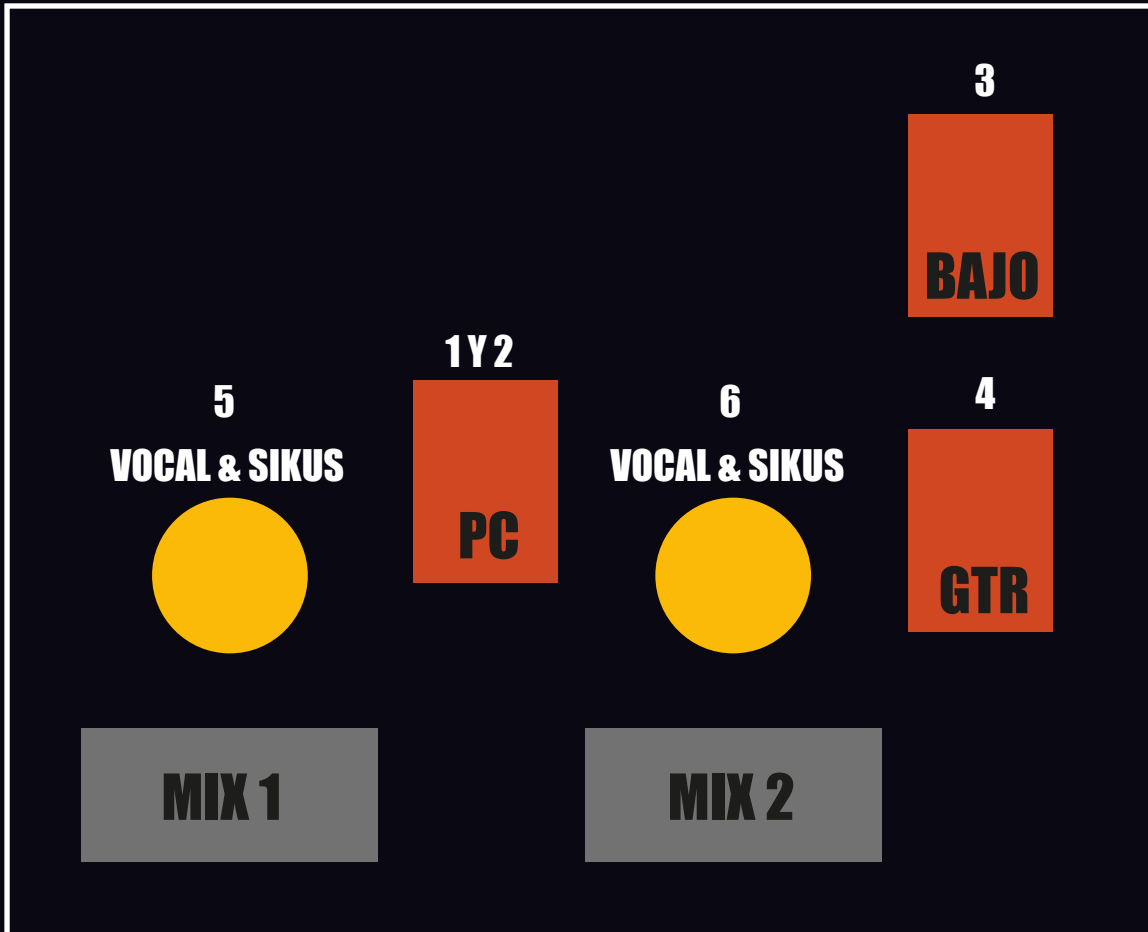 3
BAJO
1 Y 2
5
6
4
VOCAL & SIKUS
VOCAL & SIKUS
PC
GTR
MIX 1
MIX 2